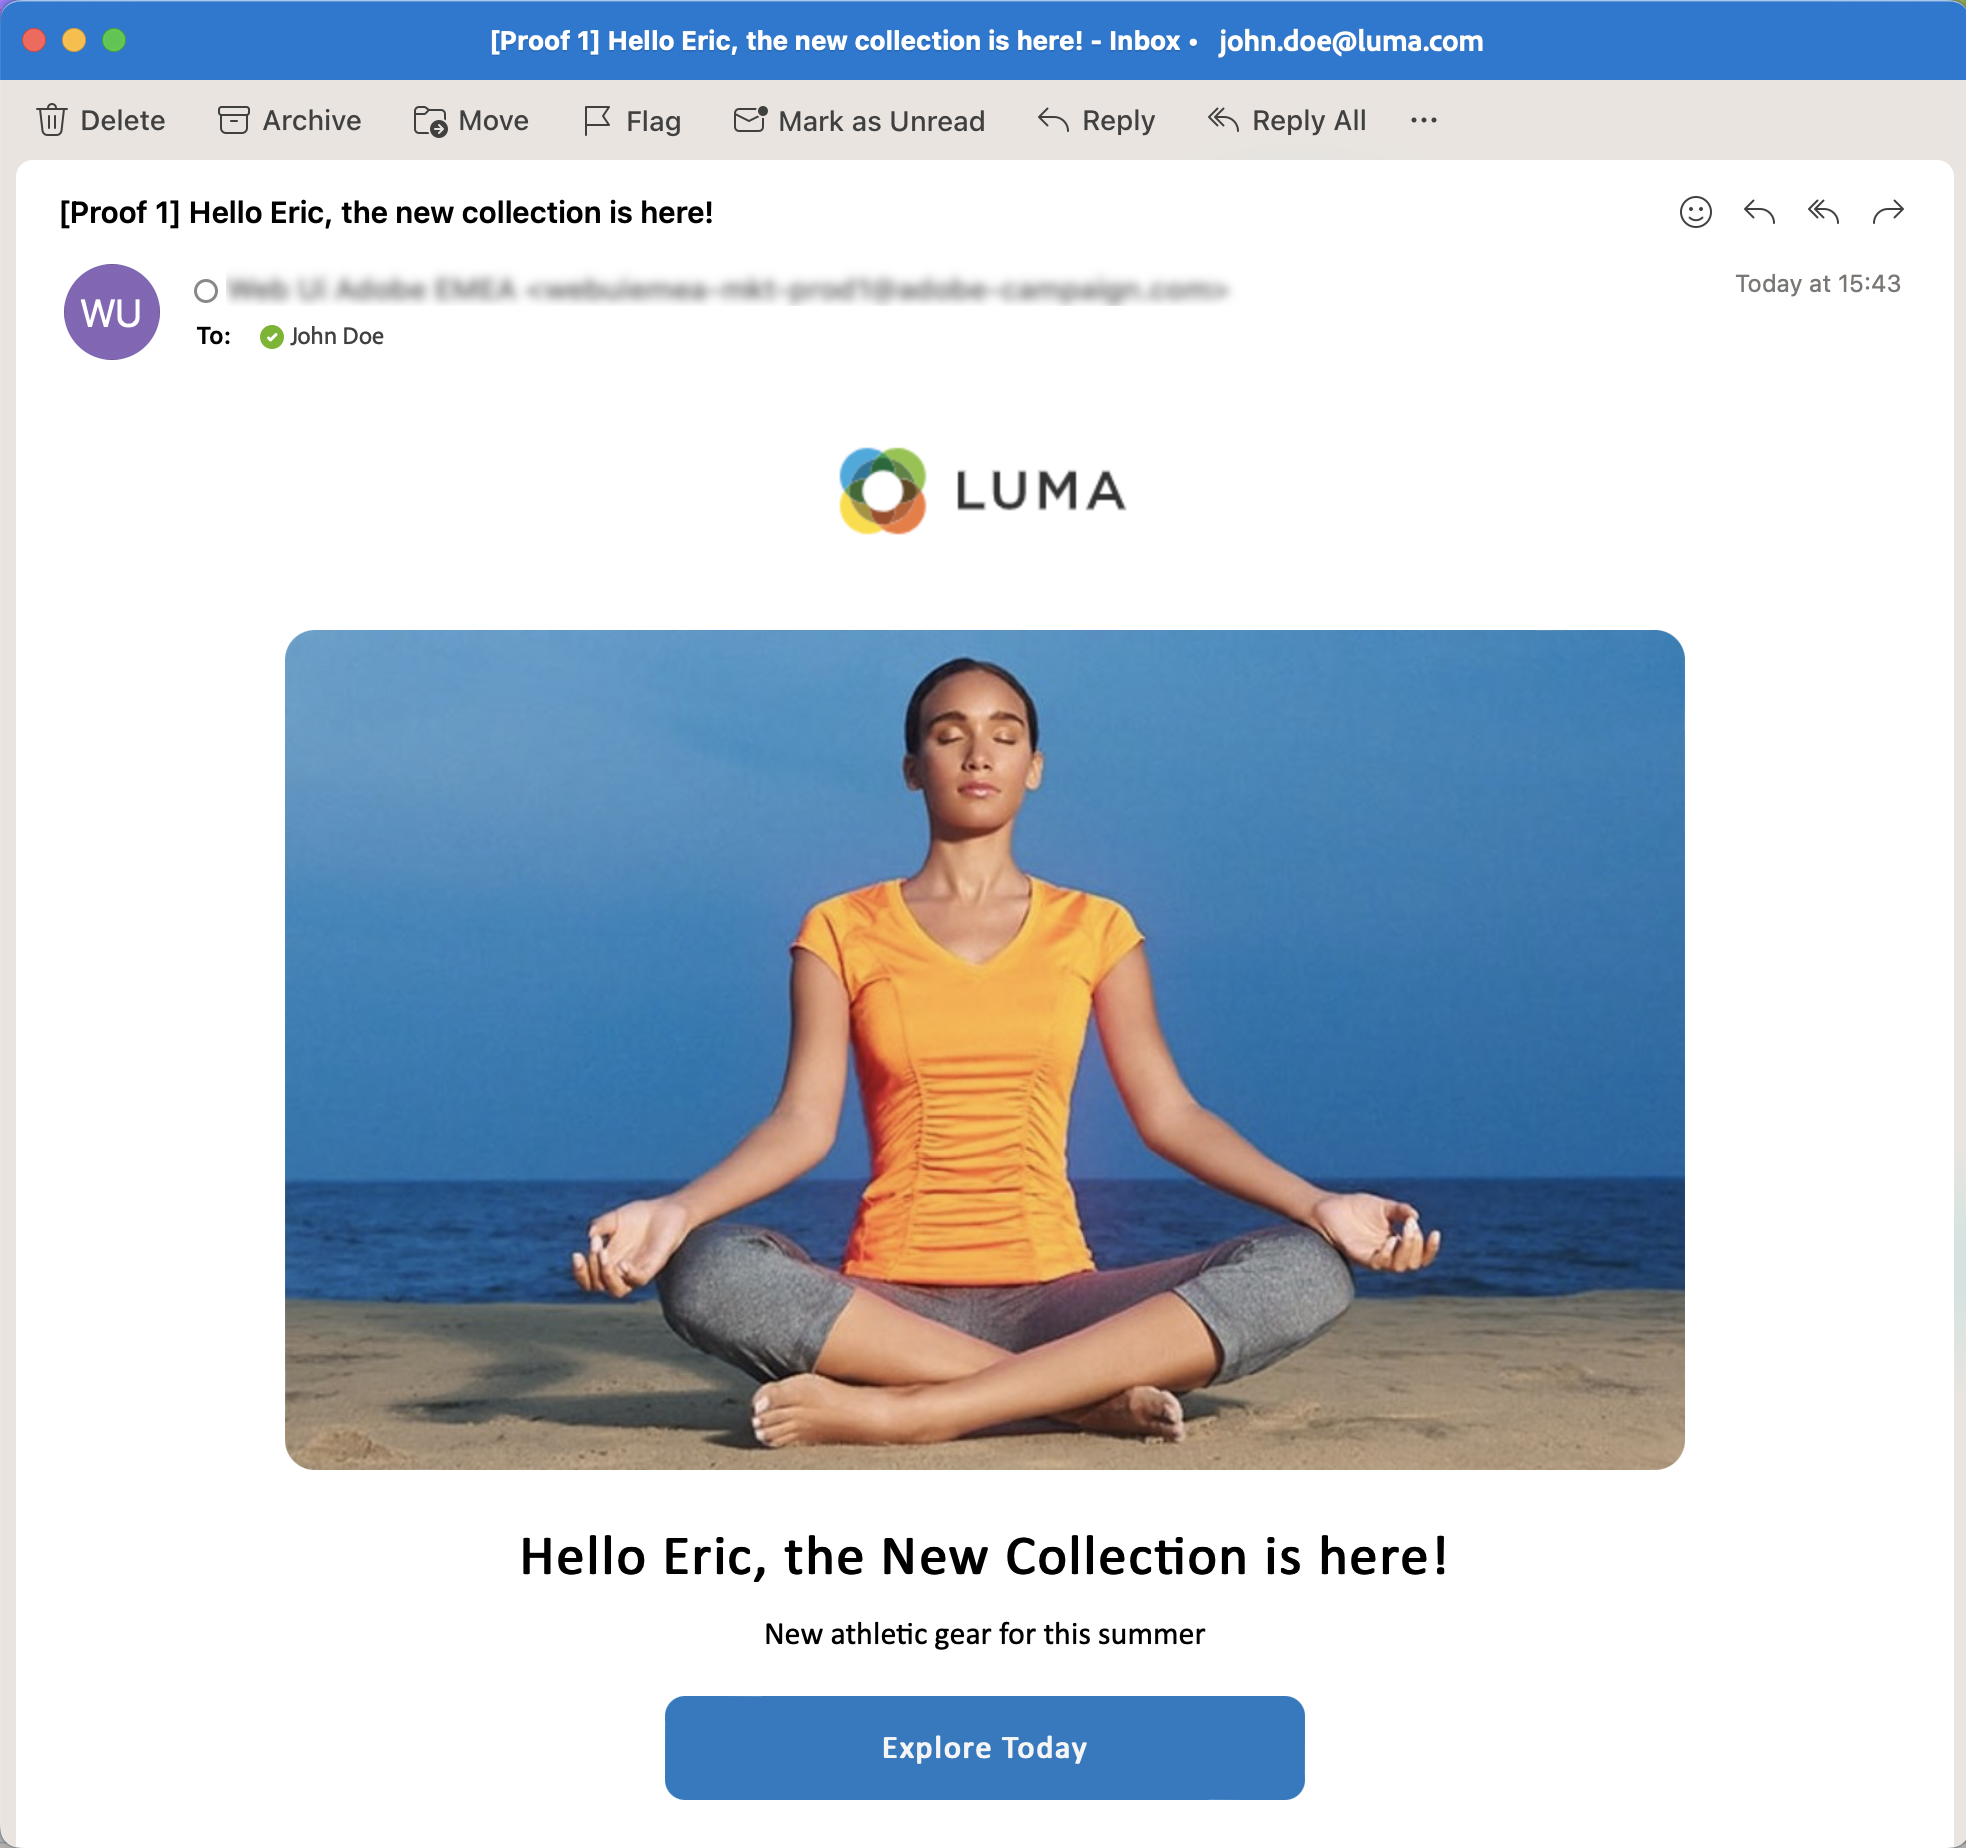 [Proof 1] Hello Eric, the new collection is here! - Inbox • john.doe@luma.com
Delete Archive Move Flag Mark as Unread Reply Reply All ...
[Proof 1] Hello Eric, the new collection is here!
WU
Today at 15:43
To: John Doe
LUMA
Hello Eric, the New Collection is here!
New athletic gear for this summer
Explore Today